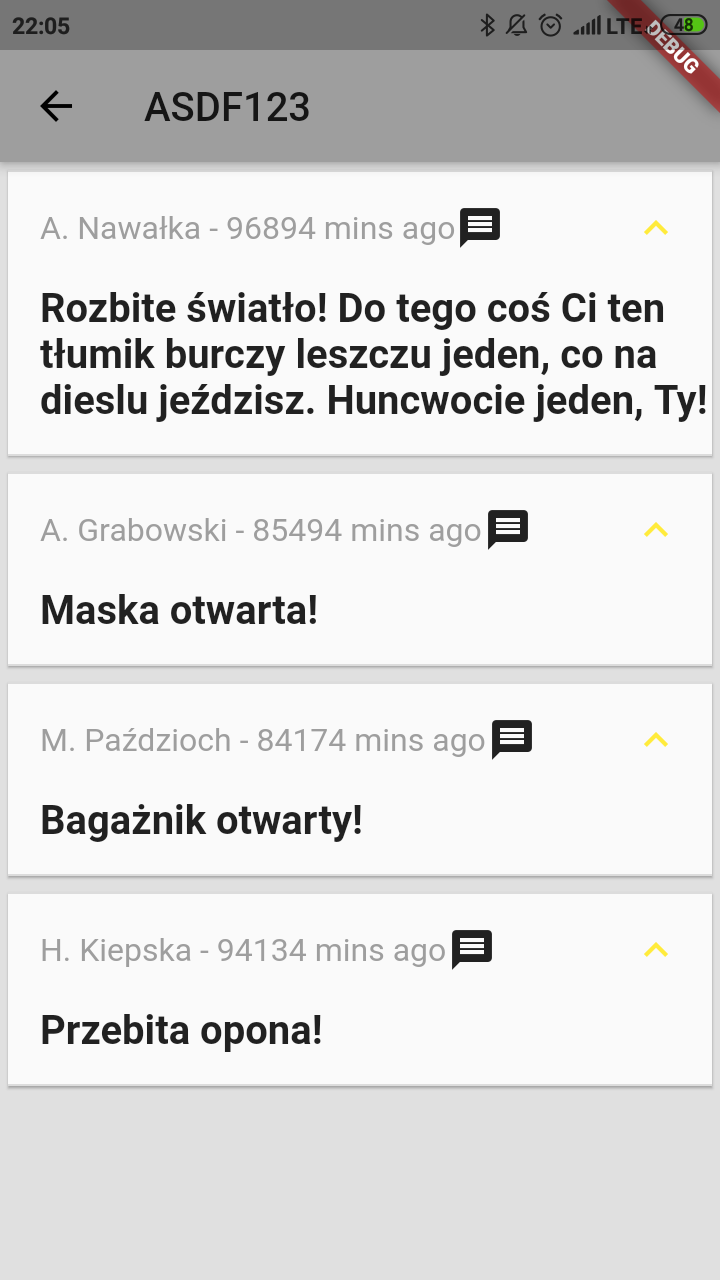 22:05
LTE
48
DEBUG
ASDF123
A. Nawałka - 96894 mins ago
Rozbite światło! Do tego coś Ci ten
tłumik burczy leszczu jeden, co na
dieslu jeździsz. Huncwocie jeden, Ty!
A. Grabowski - 85494 mins ago
Maska otwarta!
M. Paździoch - 84174 mins ago
Bagażnik otwarty!
H. Kiepska - 94134 mins ago
Przebita opona!